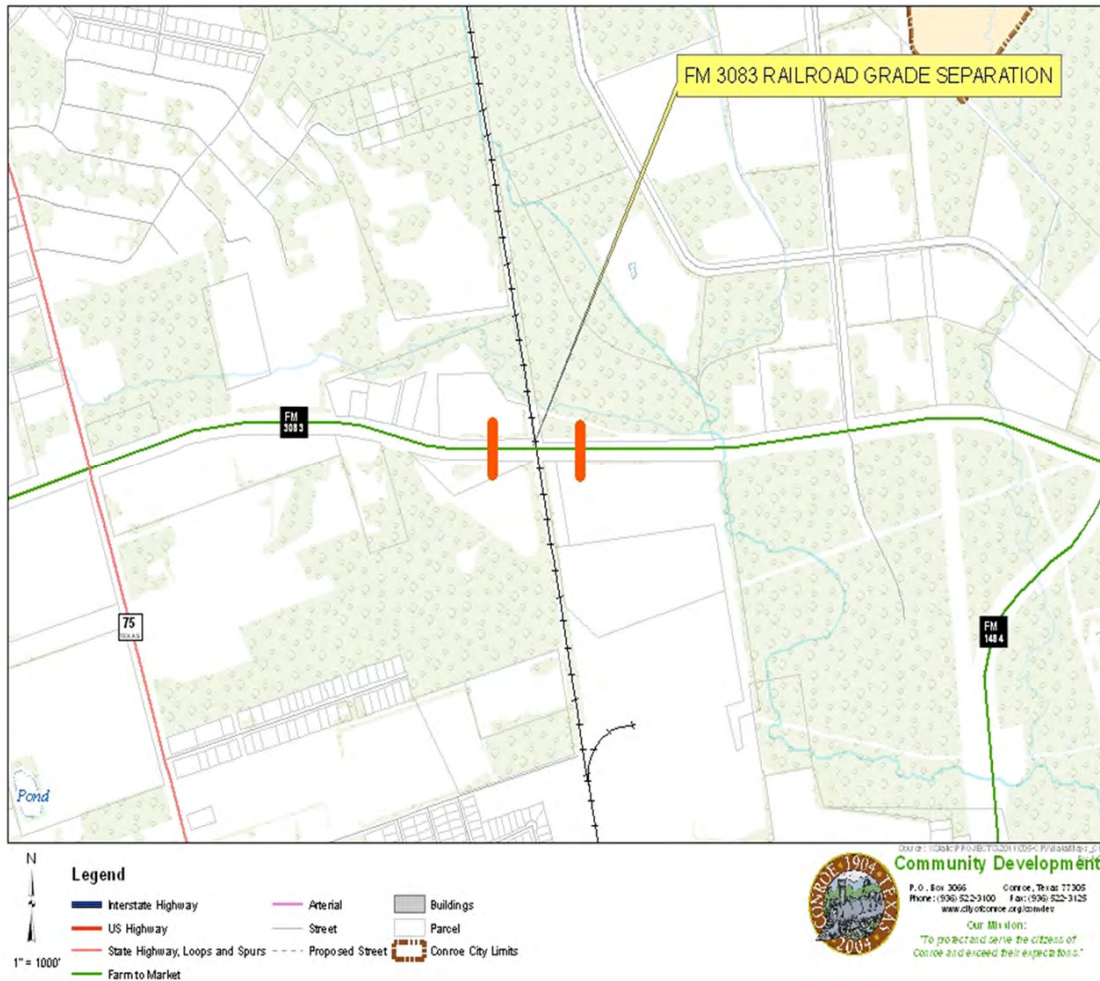 FM 3083 RAILROAD GRADE SEPARATION
FM
3083
75
TEXAS
FM
1484
Pond
N
1" = 1000'
Legend
Interstate Highway
US Highway
State Highway, Loops and Spurs
Farm to Market
Arterial
Street
Proposed Street
Buildings
Parcel
Conroe City Limits
CONROE TEXAS
1904
2004
Community Development
P.O. Box 3066 Conroe, Texas 77305
Phone: (936) 522-3100 Fax: (936) 522-3125
www.cityofconroe.org/comdev
Our Mission:
"To protect and serve the citizens of
Conroe and exceed their expectations."